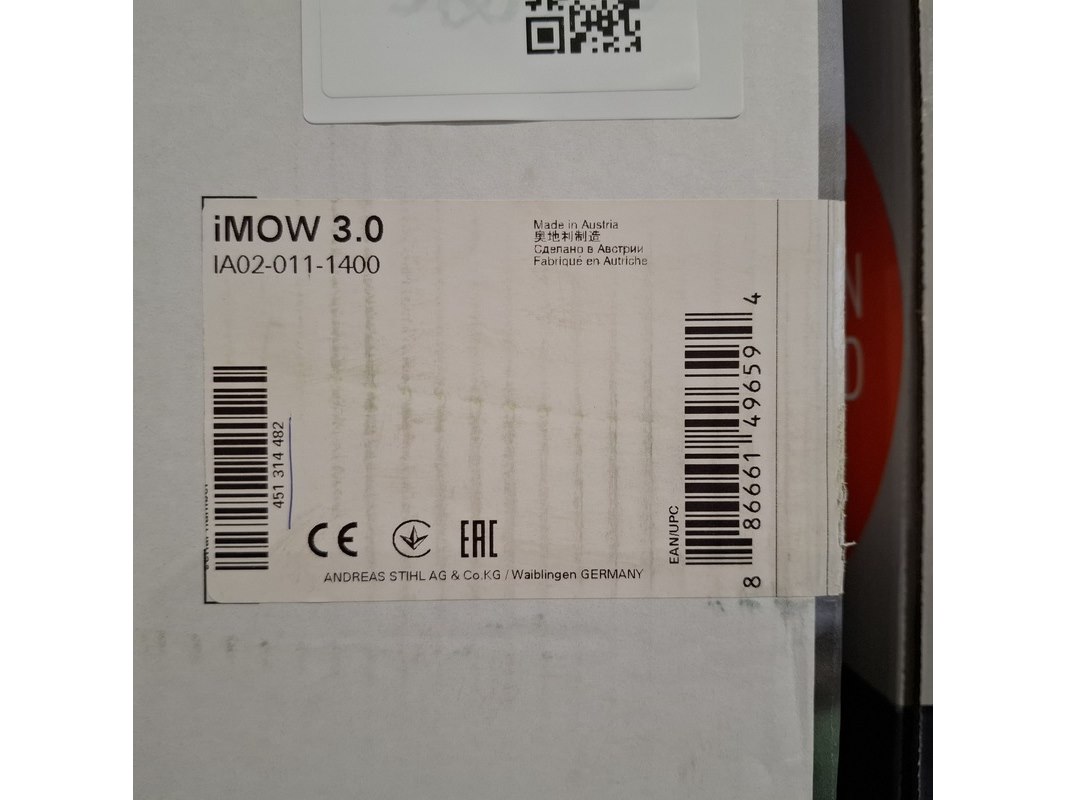 iMOW 3.0
IA02-011-1400
Made in Austria
奥地利制造
Сделано в Австрии
Fabriqué en Autriche
451 314 482
EAN/UPC
8 86661 49659 4
CE
EAC
ANDREAS STIHL AG & Co.KG / Waiblingen GERMANY